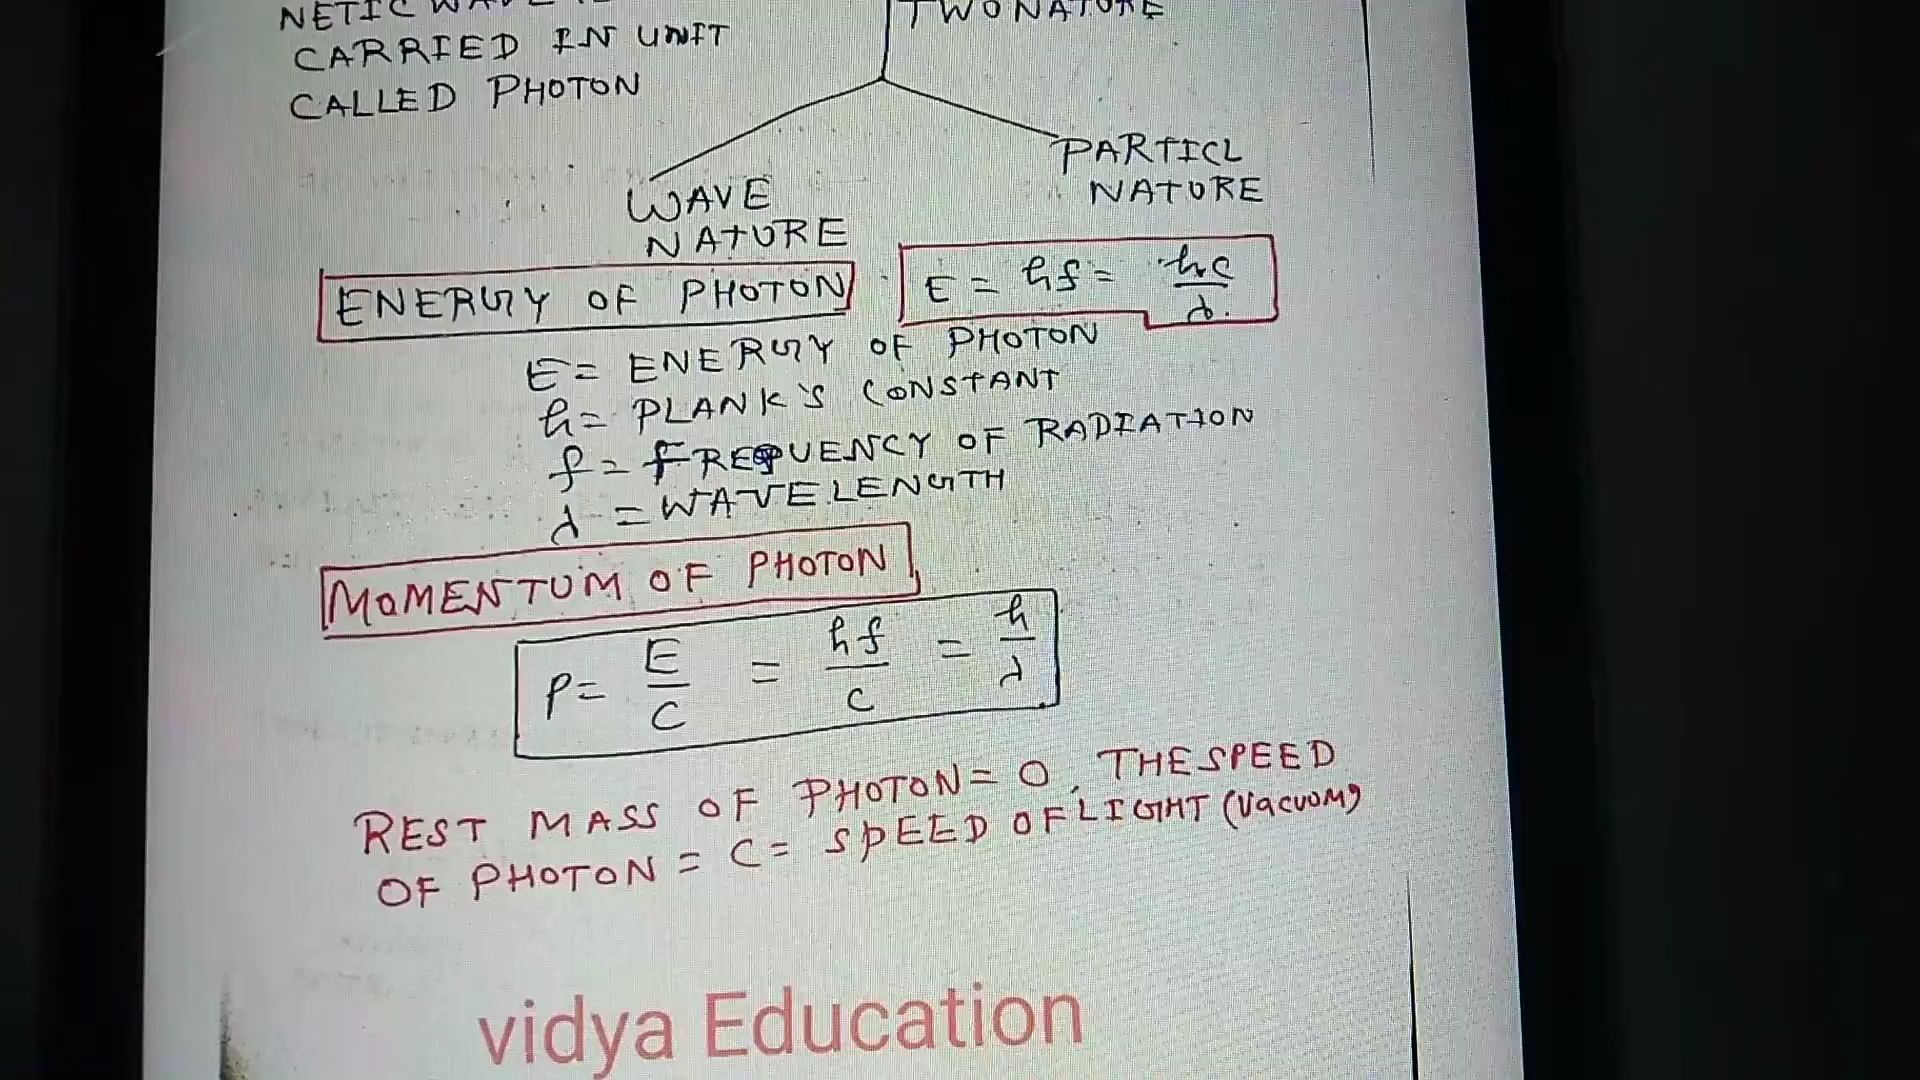 NETIC WAVE
CARRIED IN UNIT
CALLED PHOTON
TWO NATURE
WAVE
NATURE
PARTICL
NATURE
ENERGY OF PHOTON
E = hf = hc/λ
E = ENERGY OF PHOTON
h = PLANK'S CONSTANT
f = FREQUENCY OF RADIATION
λ = WAVELENGTH
MOMENTUM OF PHOTON
P = E/C = hf/C = h/λ
REST MASS OF PHOTON = 0, THE SPEED
OF PHOTON = C = SPEED OF LIGHT (VACUUM)
vidya Education